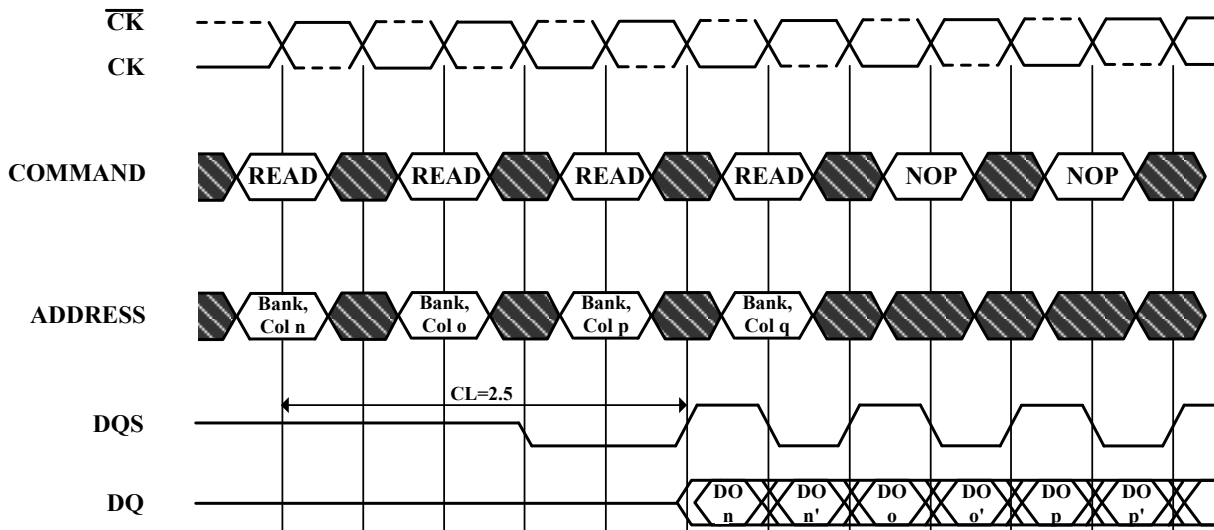 C̅K̅
CK
COMMAND
READ
READ
READ
READ
NOP
NOP
ADDRESS
Bank,
Col n
Bank,
Col o
Bank,
Col p
Bank,
Col q
CL=2.5
DQS
DQ
DO
n
DO
n'
DO
o
DO
o'
DO
p
DO
p'